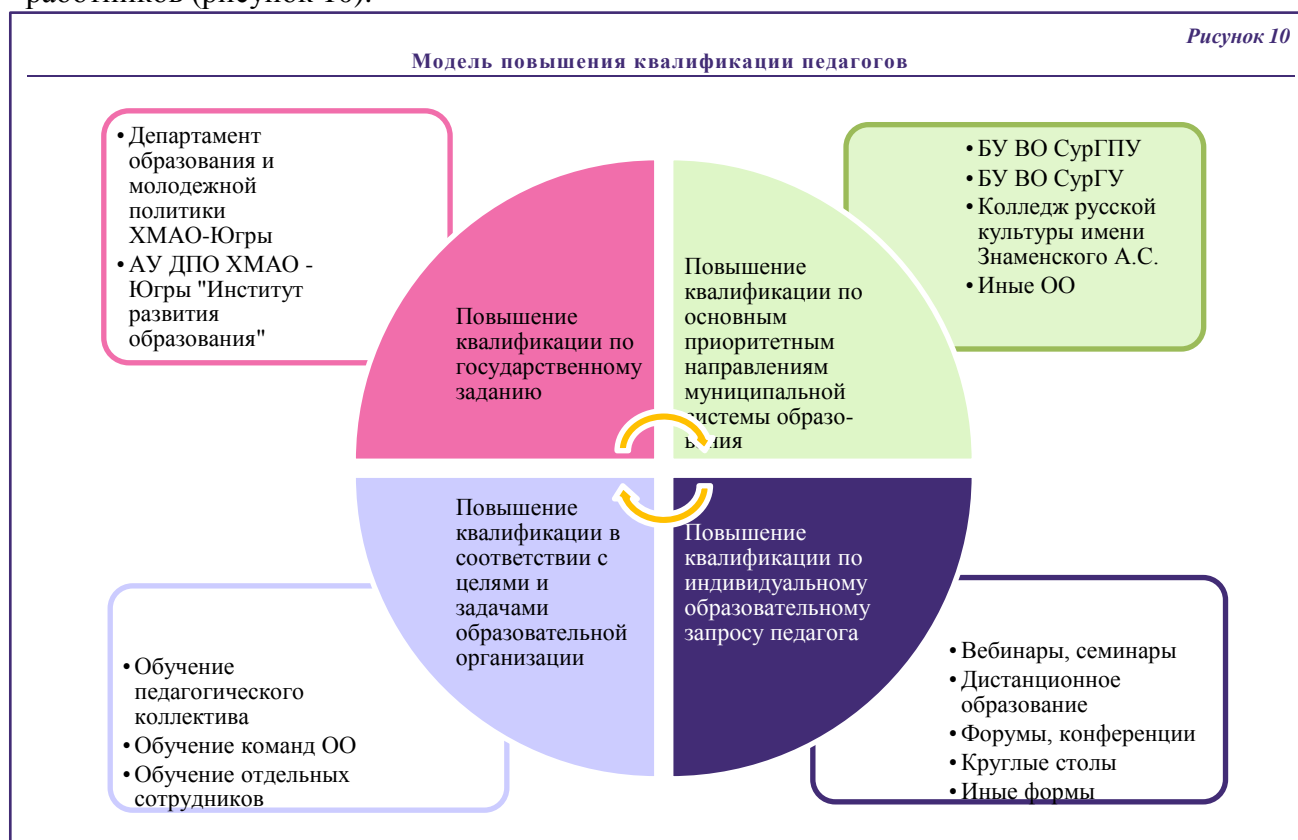 работников (рисунок 10).
Рисунок 10
Модель повышения квалификации педагогов
• Департамент
образования и
молодежной
политики
ХМАО-Югры
• АУ ДПО ХМАО -
Югры "Институт
развития
образования"
• БУ ВО СурГПУ
• БУ ВО СурГУ
• Колледж русской
культуры имени
Знаменского А.С.
• Иные ОО
Повышение
квалификации по
государственному
заданию
Повышение
квалификации по
основным
приоритетным
направлениям
муниципальной
системы образо-
вания
Повышение
квалификации в
соответствии с
целями и
задачами
образовательной
организации
Повышение
квалификации по
индивидуальному
образовательному
запросу педагога
• Обучение
педагогического
коллектива
• Обучение команд ОО
• Обучение отдельных
сотрудников
• Вебинары, семинары
• Дистанционное
образование
• Форумы, конференции
• Круглые столы
• Иные формы